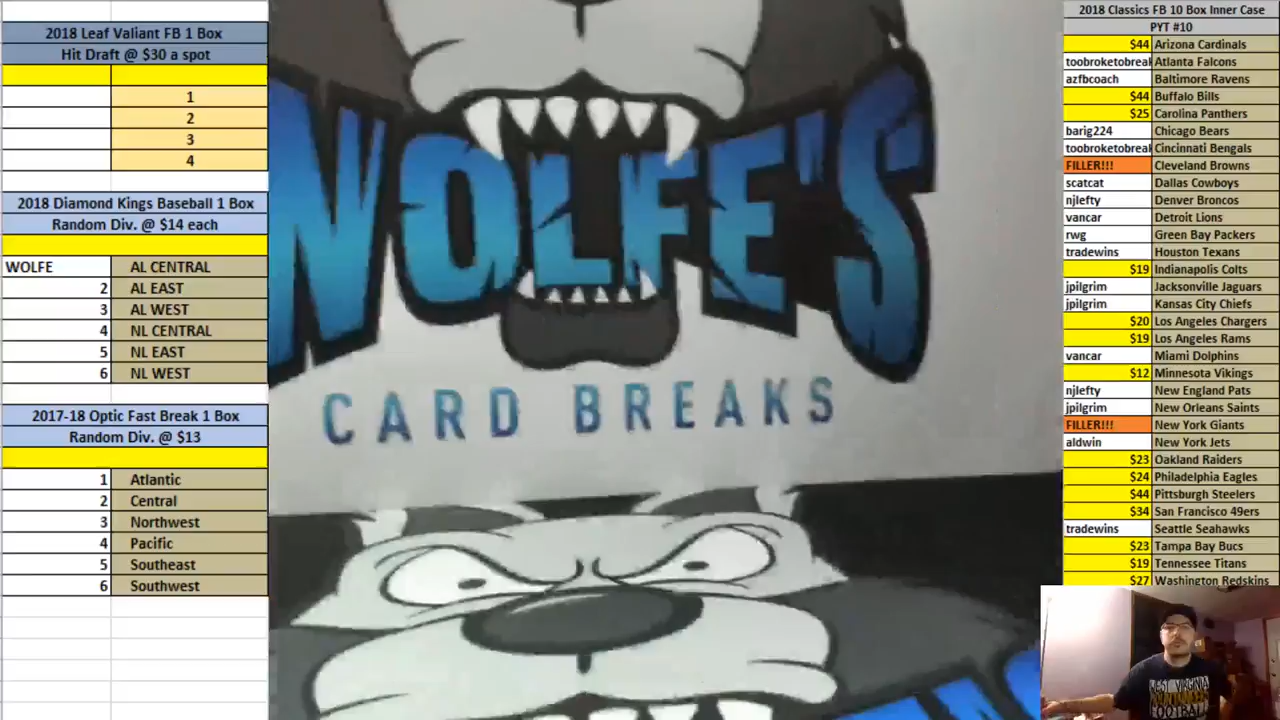 2018 Leaf Valiant FB 1 Box
Hit Draft @ $30 a spot
1
2
3
4
2018 Diamond Kings Baseball 1 Box
Random Div. @ $14 each
WOLFE AL CENTRAL
2 AL EAST
3 AL WEST
4 NL CENTRAL
5 NL EAST
6 NL WEST
2017-18 Optic Fast Break 1 Box
Random Div. @ $13
1 Atlantic
2 Central
3 Northwest
4 Pacific
5 Southeast
6 Southwest
WOLFE'S
CARD BREAKS
2018 Classics FB 10 Box Inner Case
PYT #10
$44 Arizona Cardinals
toobroketobreak Atlanta Falcons
azfbcoach Baltimore Ravens
$44 Buffalo Bills
$25 Carolina Panthers
barig224 Chicago Bears
toobroketobreak Cincinnati Bengals
FILLER!!! Cleveland Browns
scatcat Dallas Cowboys
njlefty Denver Broncos
vancar Detroit Lions
rwg Green Bay Packers
tradewins Houston Texans
$19 Indianapolis Colts
jpilgrim Jacksonville Jaguars
jpilgrim Kansas City Chiefs
$20 Los Angeles Chargers
$19 Los Angeles Rams
vancar Miami Dolphins
$12 Minnesota Vikings
njlefty New England Pats
jpilgrim New Orleans Saints
FILLER!!! New York Giants
aldwin New York Jets
$23 Oakland Raiders
$24 Philadelphia Eagles
$44 Pittsburgh Steelers
$34 San Francisco 49ers
tradewins Seattle Seahawks
$23 Tampa Bay Bucs
$19 Tennessee Titans
$27 Washington Redskins
WEST VIRGINIA
MOUNTAINEERS
FOOTBALL